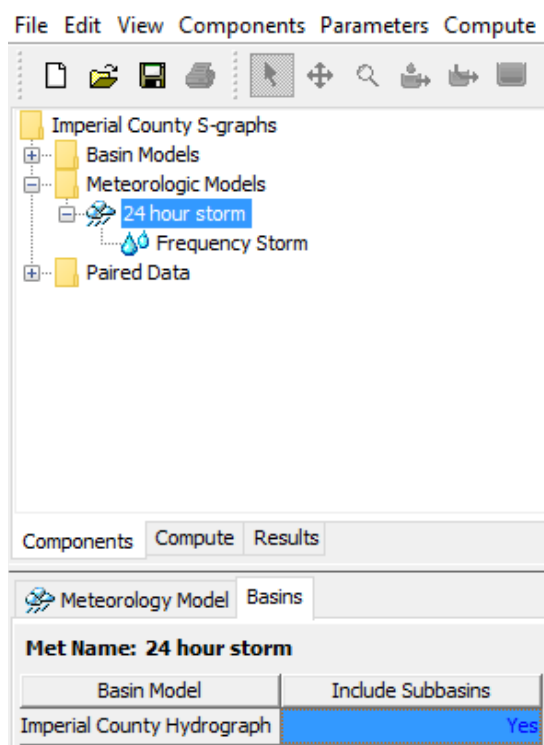 File Edit View Components Parameters Compute
Imperial County S-graphs
Basin Models
Meteorologic Models
24 hour storm
Frequency Storm
Paired Data
Components Compute Results
Meteorology Model Basins
Met Name: 24 hour storm
Basin Model Include Subbasins
Imperial County Hydrograph Yes